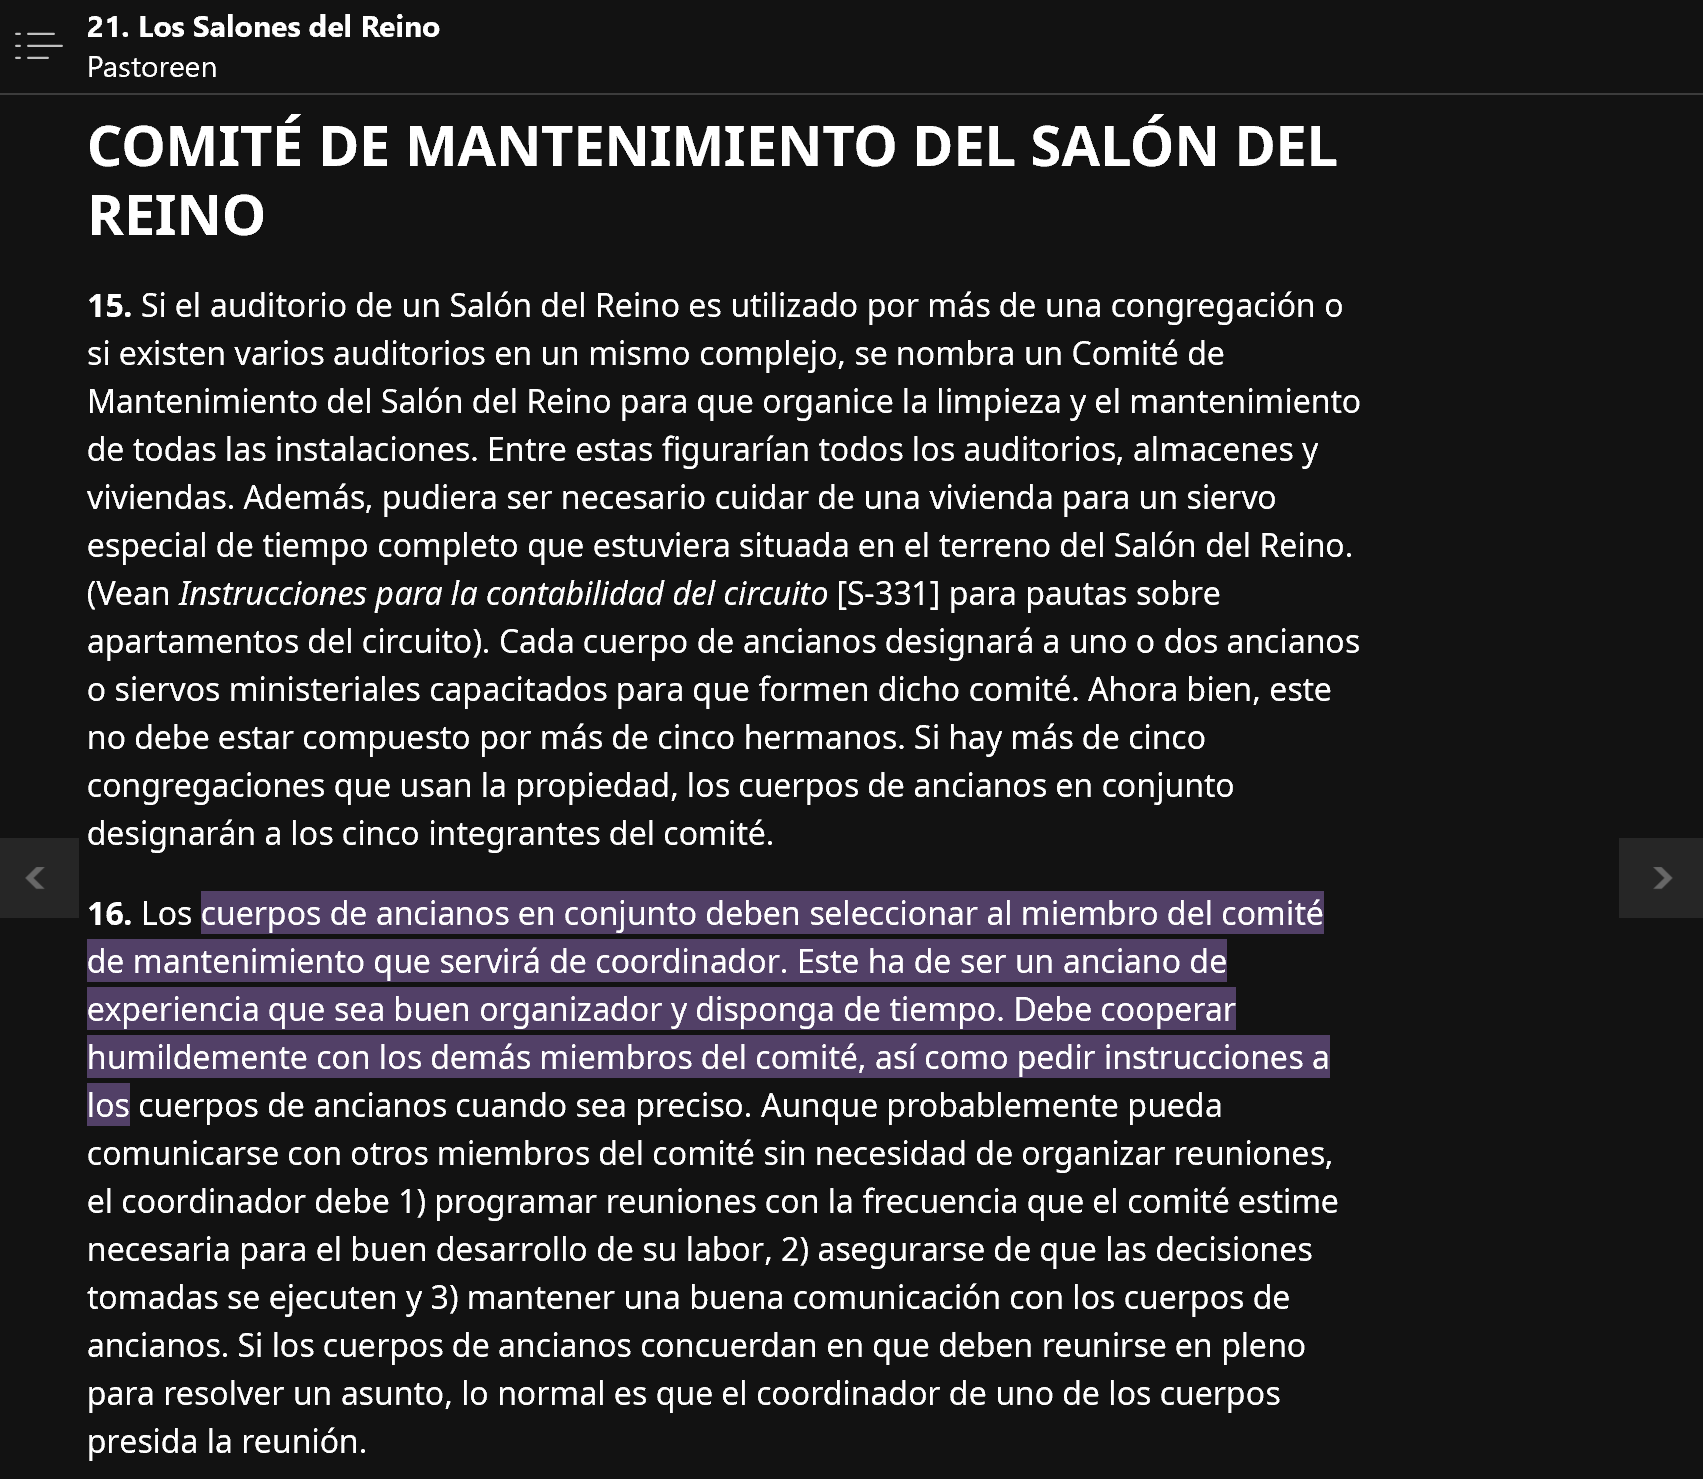 21. Los Salones del Reino
Pastoreen
COMITÉ DE MANTENIMIENTO DEL SALÓN DEL
REINO
15. Si el auditorio de un Salón del Reino es utilizado por más de una congregación o
si existen varios auditorios en un mismo complejo, se nombra un Comité de
Mantenimiento del Salón del Reino para que organice la limpieza y el mantenimiento
de todas las instalaciones. Entre estas figurarían todos los auditorios, almacenes y
viviendas. Además, pudiera ser necesario cuidar de una vivienda para un siervo
especial de tiempo completo que estuviera situada en el terreno del Salón del Reino.
(Vean Instrucciones para la contabilidad del circuito [S-331] para pautas sobre
apartamentos del circuito). Cada cuerpo de ancianos designará a uno o dos ancianos
o siervos ministeriales capacitados para que formen dicho comité. Ahora bien, este
no debe estar compuesto por más de cinco hermanos. Si hay más de cinco
congregaciones que usan la propiedad, los cuerpos de ancianos en conjunto
designarán a los cinco integrantes del comité.
16. Los cuerpos de ancianos en conjunto deben seleccionar al miembro del comité
de mantenimiento que servirá de coordinador. Este ha de ser un anciano de
experiencia que sea buen organizador y disponga de tiempo. Debe cooperar
humildemente con los demás miembros del comité, así como pedir instrucciones a
los cuerpos de ancianos cuando sea preciso. Aunque probablemente pueda
comunicarse con otros miembros del comité sin necesidad de organizar reuniones,
el coordinador debe 1) programar reuniones con la frecuencia que el comité estime
necesaria para el buen desarrollo de su labor, 2) asegurarse de que las decisiones
tomadas se ejecuten y 3) mantener una buena comunicación con los cuerpos de
ancianos. Si los cuerpos de ancianos concuerdan en que deben reunirse en pleno
para resolver un asunto, lo normal es que el coordinador de uno de los cuerpos
presida la reunión.